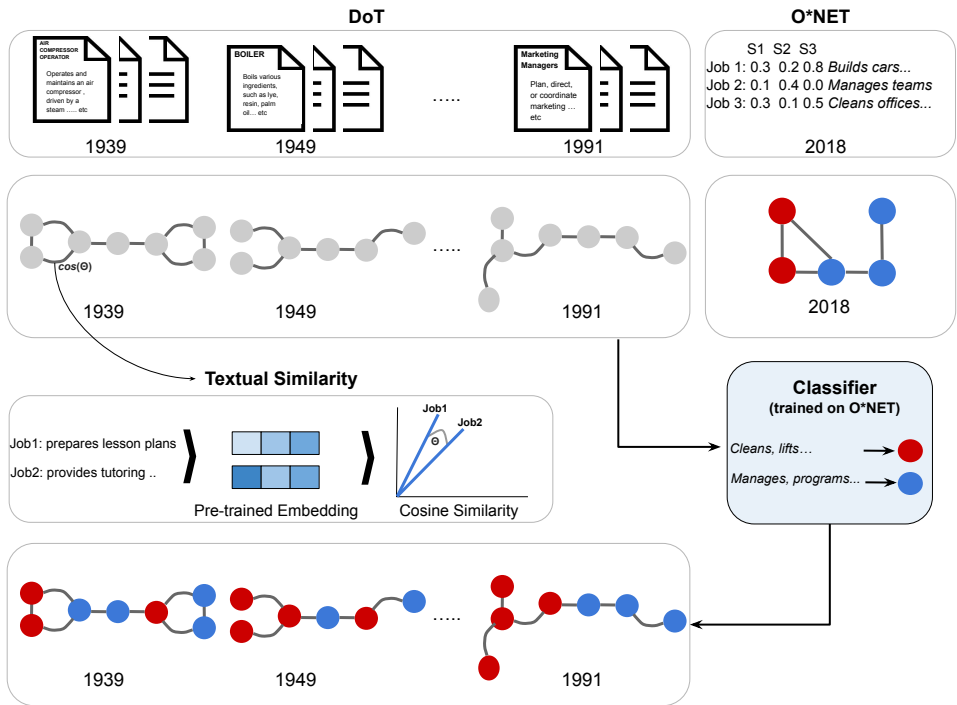 DoT
O*NET
AIR
COMPRESSOR
OPERATOR
Operates and
maintains an air
compressor ,
driven by a
steam ..... etc
1939
BOILER
Boils various
ingredients,
such as lye,
resin, palm
oil… etc
1949
.....
Marketing
Managers
Plan, direct,
or coordinate
marketing …
etc
1991
S1 S2 S3
Job 1: 0.3 0.2 0.8 Builds cars...
Job 2: 0.1 0.4 0.0 Manages teams
Job 3: 0.3 0.1 0.5 Cleans offices...
2018
cos(Θ)
1939
1949
.....
1991
2018
Textual Similarity
Job1: prepares lesson plans
Job2: provides tutoring ..
Pre-trained Embedding
Job1
Job2
Θ
Cosine Similarity
Classifier
(trained on O*NET)
Cleans, lifts…
Manages, programs...
1939
1949
.....
1991